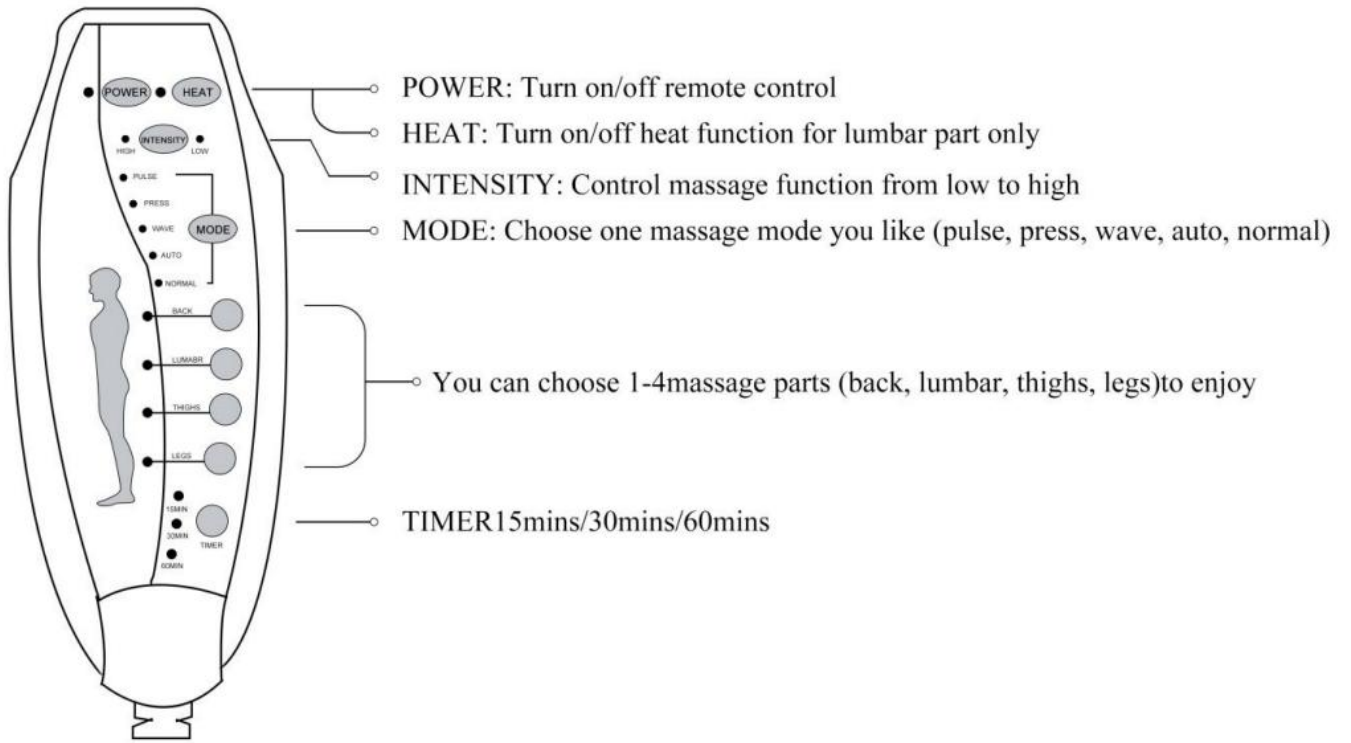 POWER HEAT
INTENSITY
HIGH LOW
PULSE
PRESS
WAVE MODE
AUTO
NORMAL
BACK
LUMABR
THIGHS
LEGS
15MIN
30MIN
TIMER
60MIN
POWER: Turn on/off remote control
HEAT: Turn on/off heat function for lumbar part only
INTENSITY: Control massage function from low to high
MODE: Choose one massage mode you like (pulse, press, wave, auto, normal)
You can choose 1-4massage parts (back, lumbar, thighs, legs)to enjoy
TIMER15mins/30mins/60mins